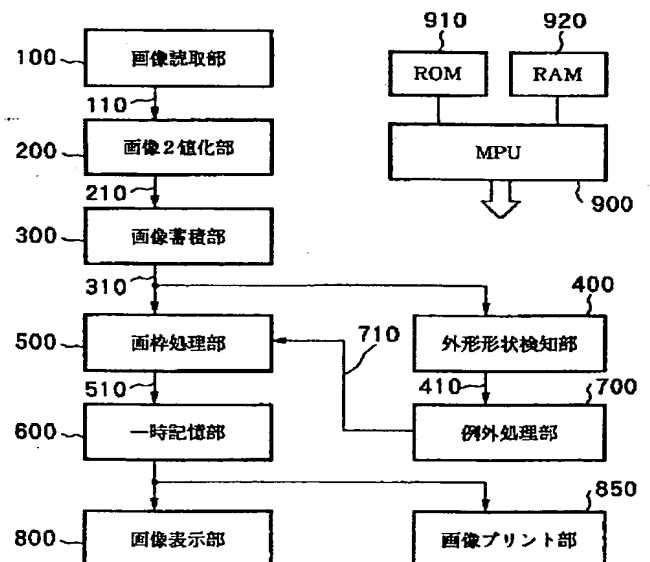 910
920
100
画像読取部
ROM
RAM
110
200
画像2値化部
MPU
210
900
300
画像蓄積部
310
400
500
画枠処理部
710
外形形状検知部
510
410
700
600
一時記憶部
例外処理部
850
800
画像表示部
画像プリント部